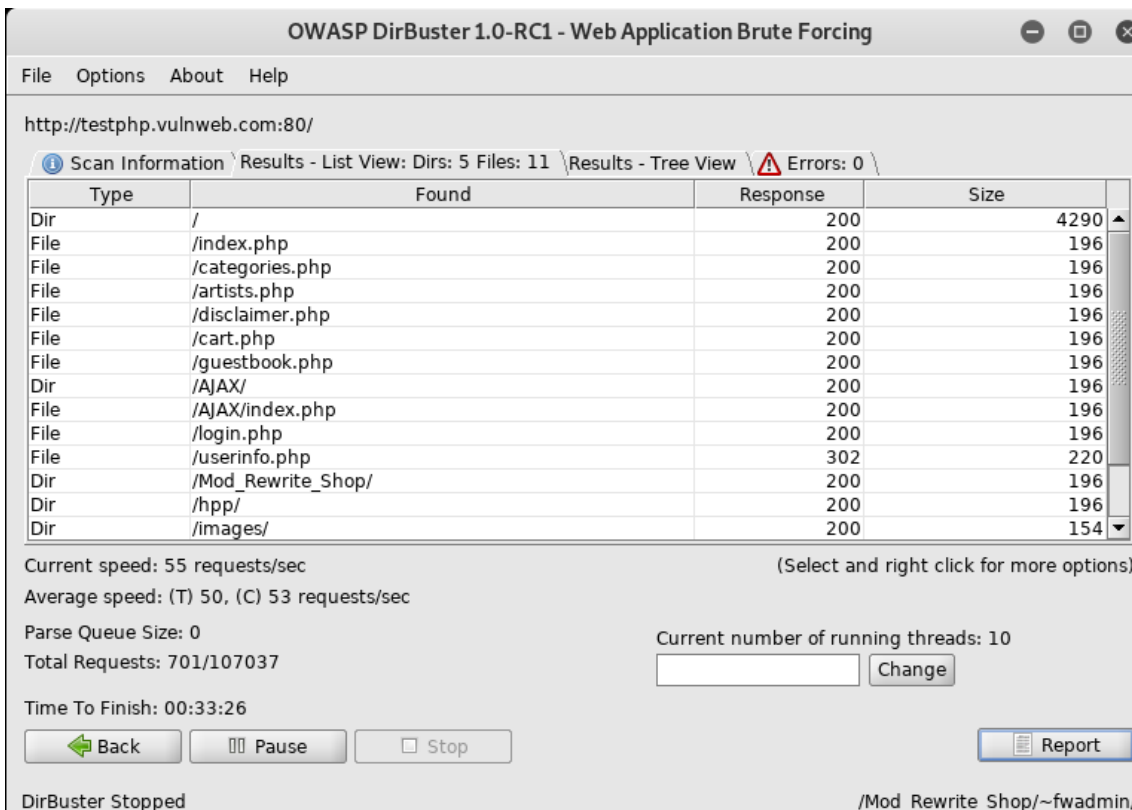 OWASP DirBuster 1.0-RC1 - Web Application Brute Forcing
File Options About Help
http://testphp.vulnweb.com:80/
Scan Information Results - List View: Dirs: 5 Files: 11 Results - Tree View Errors: 0
Type Found Response Size
Dir / 200 4290
File /index.php 200 196
File /categories.php 200 196
File /artists.php 200 196
File /disclaimer.php 200 196
File /cart.php 200 196
File /guestbook.php 200 196
Dir /AJAX/ 200 196
File /AJAX/index.php 200 196
File /login.php 200 196
File /userinfo.php 302 220
Dir /Mod_Rewrite_Shop/ 200 196
Dir /hpp/ 200 196
Dir /images/ 200 154
Current speed: 55 requests/sec (Select and right click for more options)
Average speed: (T) 50, (C) 53 requests/sec
Parse Queue Size: 0 Current number of running threads: 10
Total Requests: 701/107037 Change
Time To Finish: 00:33:26
Back Pause Stop Report
DirBuster Stopped /Mod_Rewrite_Shop/~fwadmin/